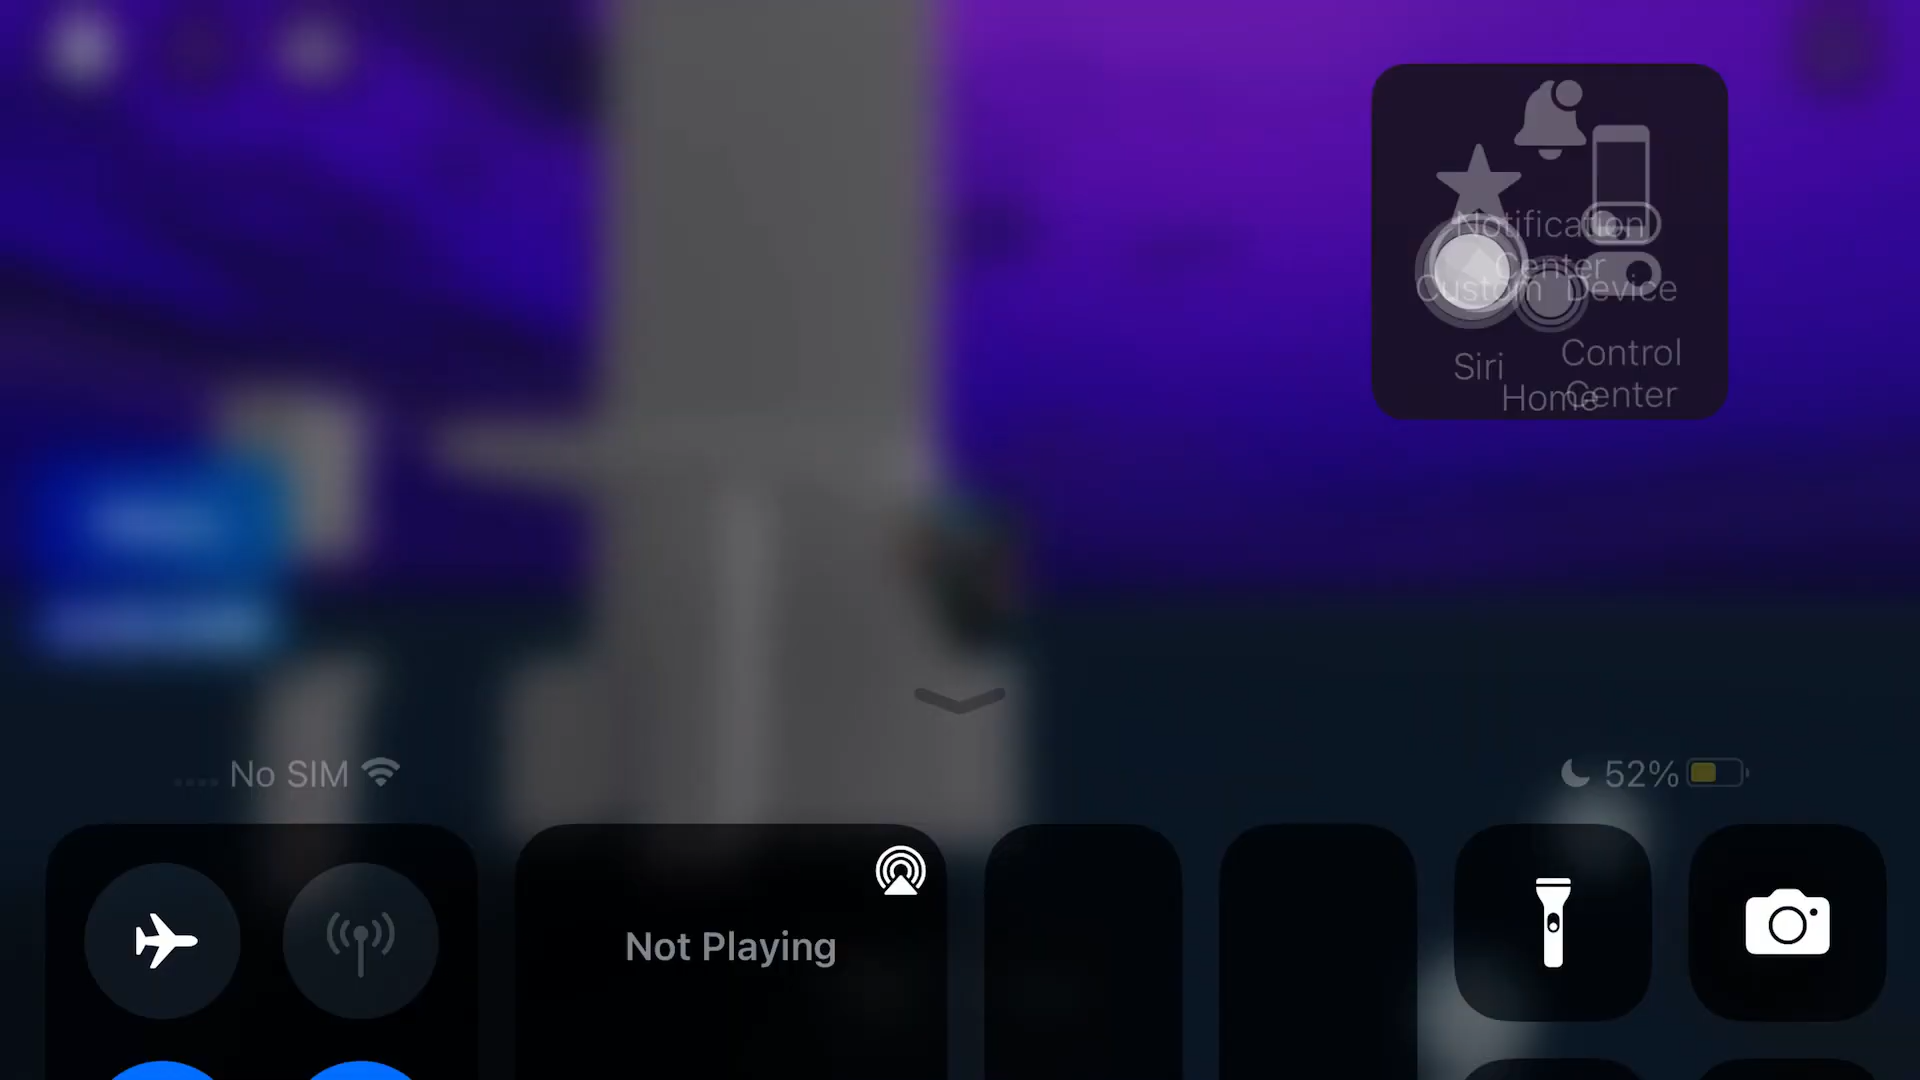 Notification
Center
Custom
Device
Siri
Control
Center
Home
No SIM
52%
Not Playing